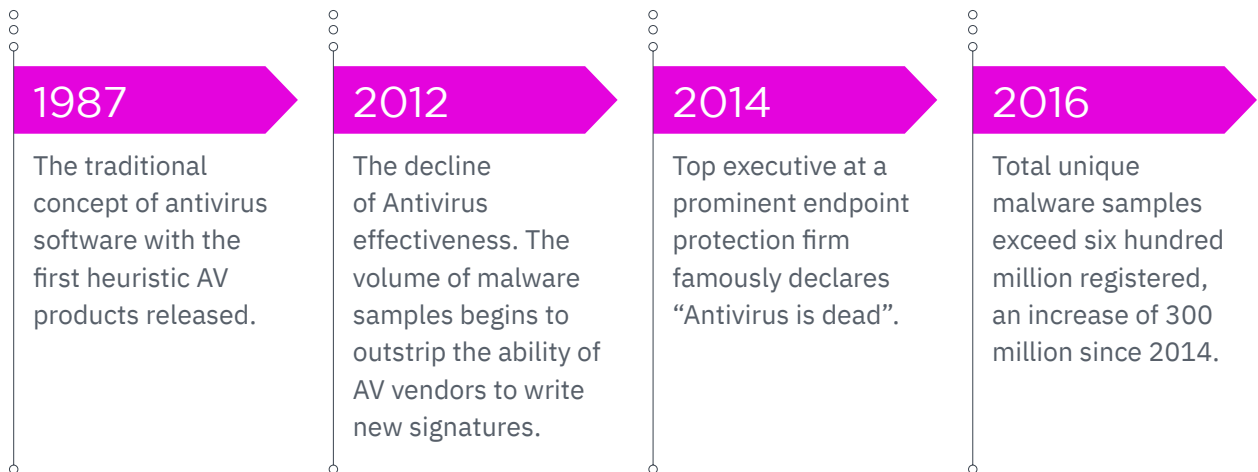 1987
The traditional
concept of antivirus
software with the
first heuristic AV
products released.
2012
The decline
of Antivirus
effectiveness. The
volume of malware
samples begins to
outstrip the ability of
AV vendors to write
new signatures.
2014
Top executive at a
prominent endpoint
protection firm
famously declares
“Antivirus is dead”.
2016
Total unique
malware samples
exceed six hundred
million registered,
an increase of 300
million since 2014.